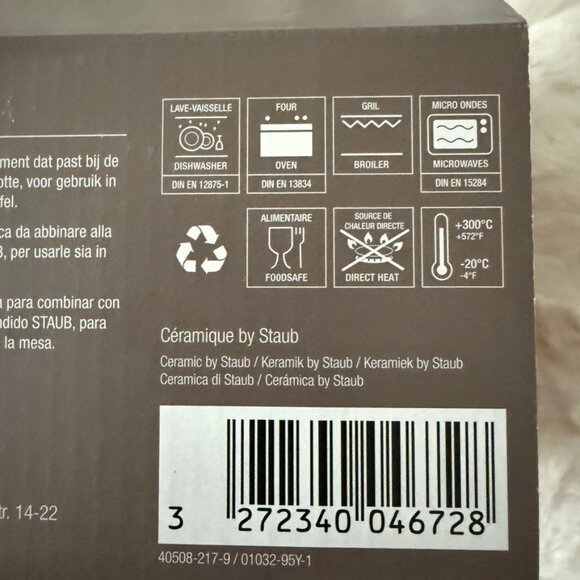 LAVE-VAISSELLE
DISHWASHER
DIN EN 12875-1
FOUR
OVEN
DIN EN 13834
GRIL
BROILER
MICRO ONDES
MICROWAVES
DIN EN 15284
ALIMENTAIRE
FOODSAFE
SOURCE DE
CHALEUR DIRECTE
DIRECT HEAT
+300°C
+572°F
-20°C
-4°F
ment dat past bij de
otte, voor gebruik in
fel.
ca da abbinare alla
B, per usarle sia in
a para combinar con
ndido STAUB, para
la mesa.
Céramique by Staub
Ceramic by Staub / Keramik by Staub / Keramiek by Staub
Ceramica di Staub / Cerámica by Staub
tr. 14-22
3 272340 046728
40508-217-9 / 01032-95Y-1